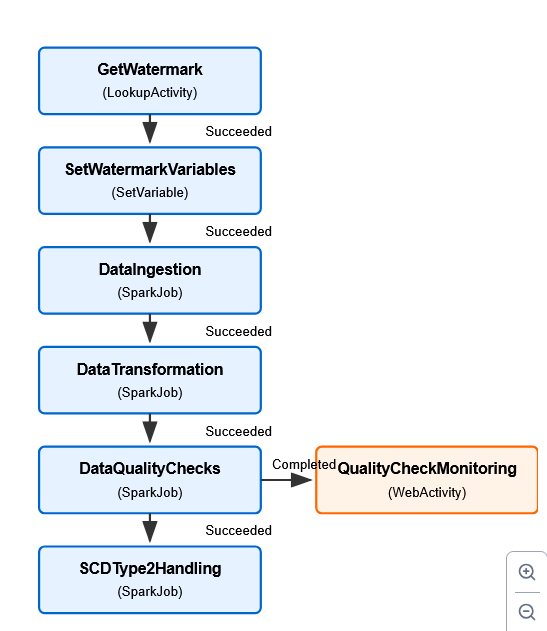 GetWatermark
(LookupActivity)
Succeeded
SetWatermarkVariables
(SetVariable)
Succeeded
DataIngestion
(SparkJob)
Succeeded
DataTransformation
(SparkJob)
Succeeded
DataQualityChecks
(SparkJob)
Completed
QualityCheckMonitoring
(WebActivity)
Succeeded
SCDType2Handling
(SparkJob)